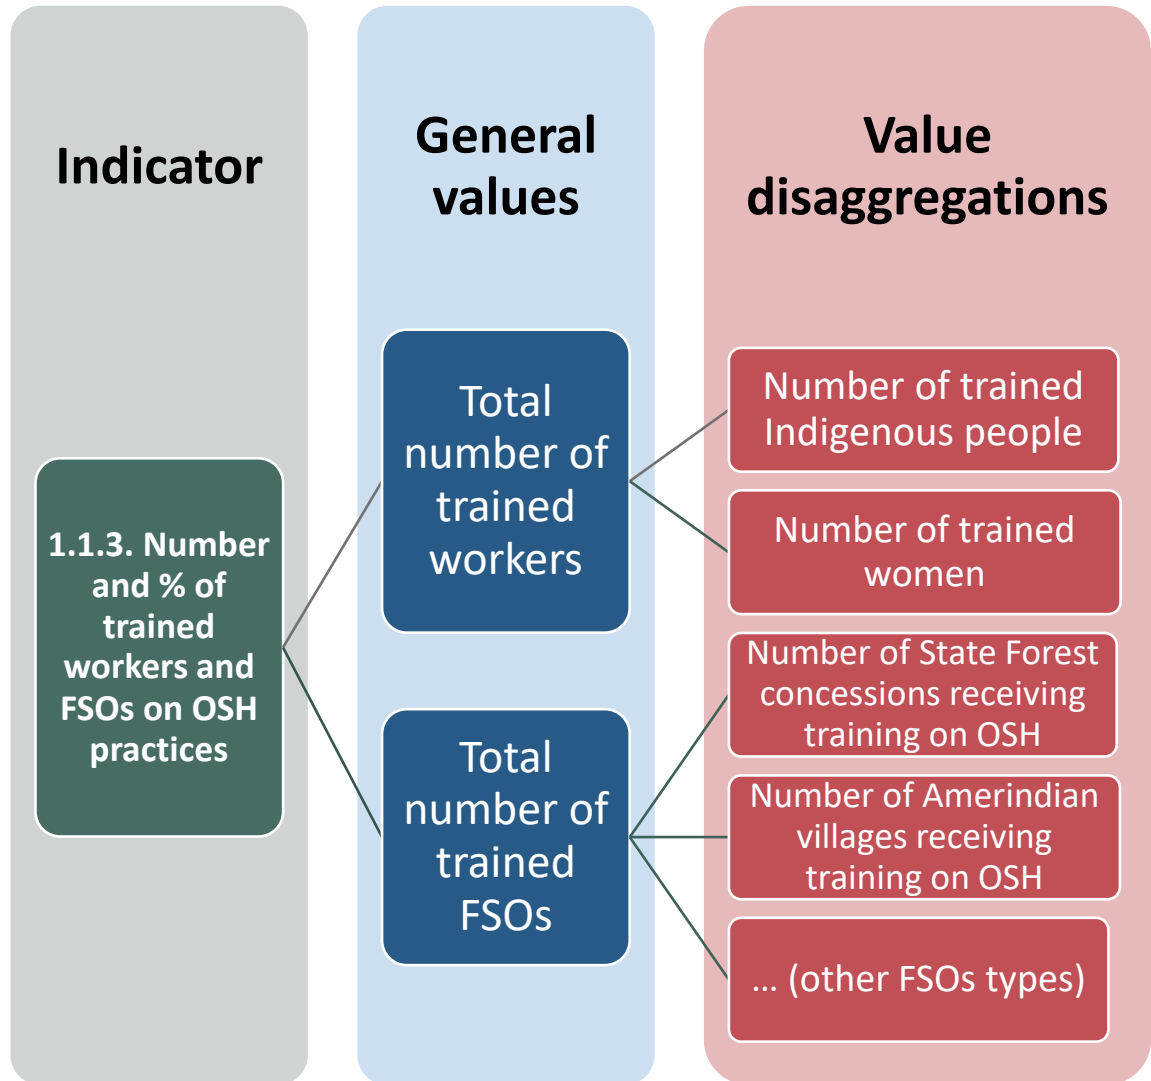 Indicator
General
values
Value
disaggregations
1.1.3. Number
and % of
trained
workers and
FSOs on OSH
practices
Total
number of
trained
workers
Total
number of
trained
FSOs
Number of trained
Indigenous people
Number of trained
women
Number of State Forest
concessions receiving
training on OSH
Number of Amerindian
villages receiving
training on OSH
... (other FSOs types)